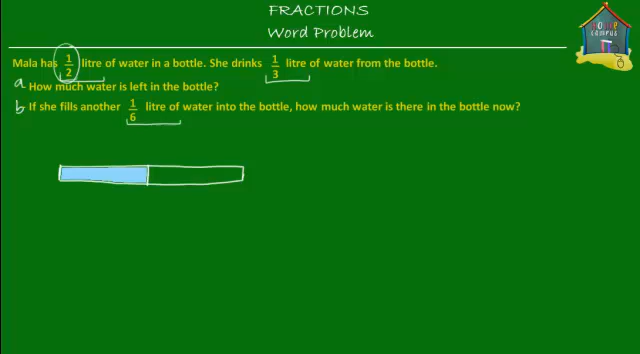 FRACTIONS
Word Problem
Mala has 1/2 litre of water in a bottle. She drinks 1/3 litre of water from the bottle.
a How much water is left in the bottle?
b If she fills another 1/6 litre of water into the bottle, how much water is there in the bottle now?